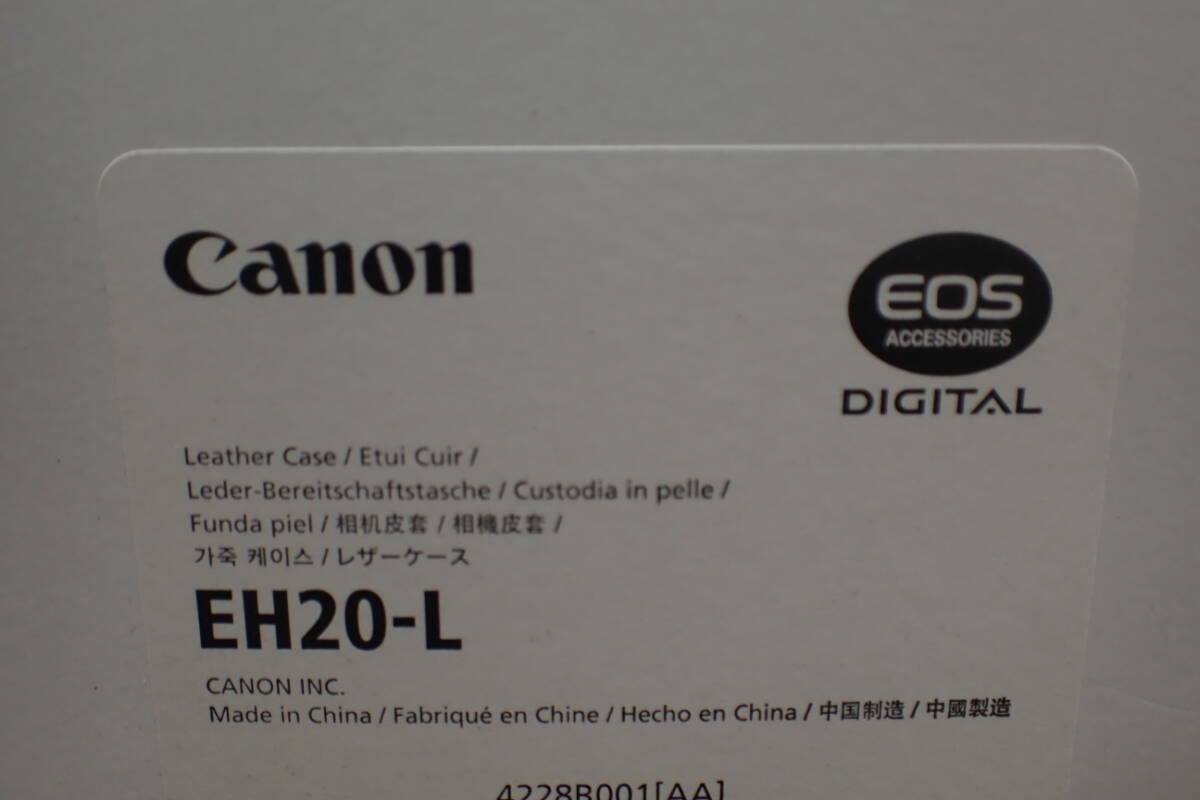 Canon
EOS
ACCESSORIES
DIGITAL
Leather Case / Etui Cuir /
Leder-Bereitschaftstasche / Custodia in pelle /
Funda piel / 相机皮套 / 相機皮套 /
가죽 케이스 / レザーケース
EH20-L
CANON INC.
Made in China / Fabriqué en Chine / Hecho en China / 中国制造 / 中國製造
4228B001[AA]